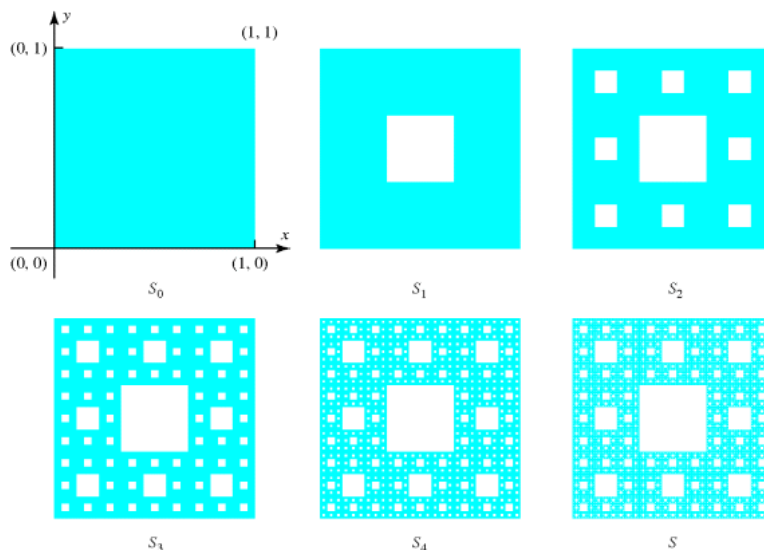 y
(1, 1)
(0, 1)
x
(0, 0)
(1, 0)
S₀
S₁
S₂
S₃
S₄
S